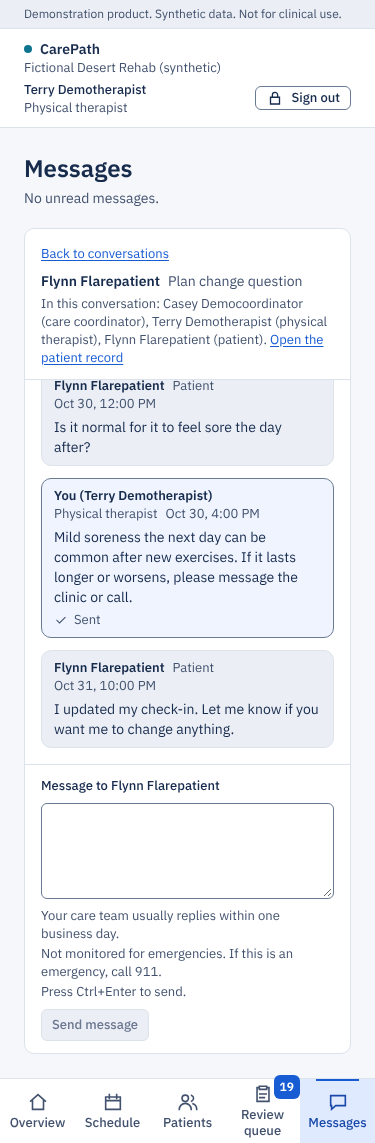 Demonstration product. Synthetic data. Not for clinical use.
CarePath
Fictional Desert Rehab (synthetic)
Terry Demotherapist
Physical therapist
Sign out
Messages
No unread messages.
Back to conversations
Flynn Flarepatient Plan change question
In this conversation: Casey Democoordinator
(care coordinator), Terry Demotherapist (physical
therapist), Flynn Flarepatient (patient). Open the
patient record
Flynn Flarepatient Patient
Oct 30, 12:00 PM
Is it normal for it to feel sore the day
after?
You (Terry Demotherapist)
Physical therapist Oct 30, 4:00 PM
Mild soreness the next day can be
common after new exercises. If it lasts
longer or worsens, please message the
clinic or call.
Sent
Flynn Flarepatient Patient
Oct 31, 10:00 PM
I updated my check-in. Let me know if you
want me to change anything.
Message to Flynn Flarepatient
Your care team usually replies within one
business day.
Not monitored for emergencies. If this is an
emergency, call 911.
Press Ctrl+Enter to send.
Send message
Overview
Schedule
Patients
19
Review
queue
Messages